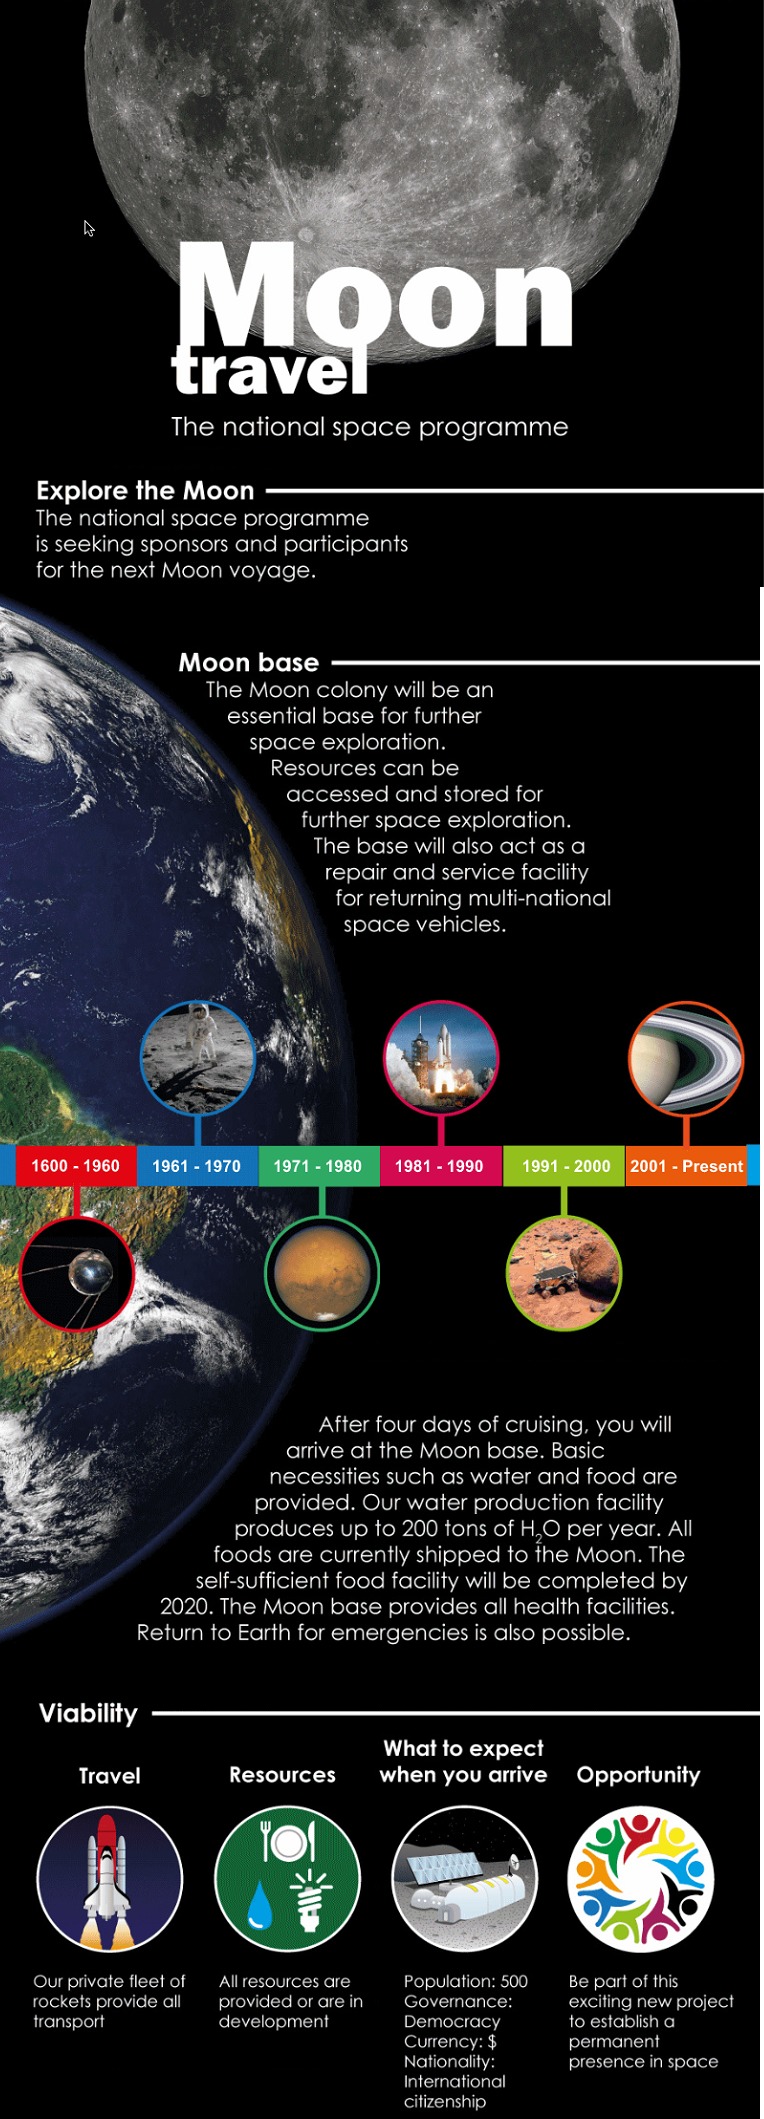 Moon
travel
The national space programme
Explore the Moon
The national space programme
is seeking sponsors and participants
for the next Moon voyage.
Moon base
The Moon colony will be an
essential base for further
space exploration.
Resources can be
accessed and stored for
further space exploration.
The base will also act as a
repair and service facility
for returning multi-national
space vehicles.
1600 - 1960
1961 - 1970
1971 - 1980
1981 - 1990
1991 - 2000
2001 - Present
After four days of cruising, you will
arrive at the Moon base. Basic
necessities such as water and food are
provided. Our water production facility
produces up to 200 tons of H₂O per year. All
foods are currently shipped to the Moon. The
self-sufficient food facility will be completed by
2020. The Moon base provides all health facilities.
Return to Earth for emergencies is also possible.
Viability
Travel
Our private fleet of
rockets provide all
transport
Resources
All resources are
provided or are in
development
What to expect
when you arrive
Population: 500
Governance:
Democracy
Currency: $
Nationality:
International
citizenship
Opportunity
Be part of this
exciting new project
to establish a
permanent
presence in space